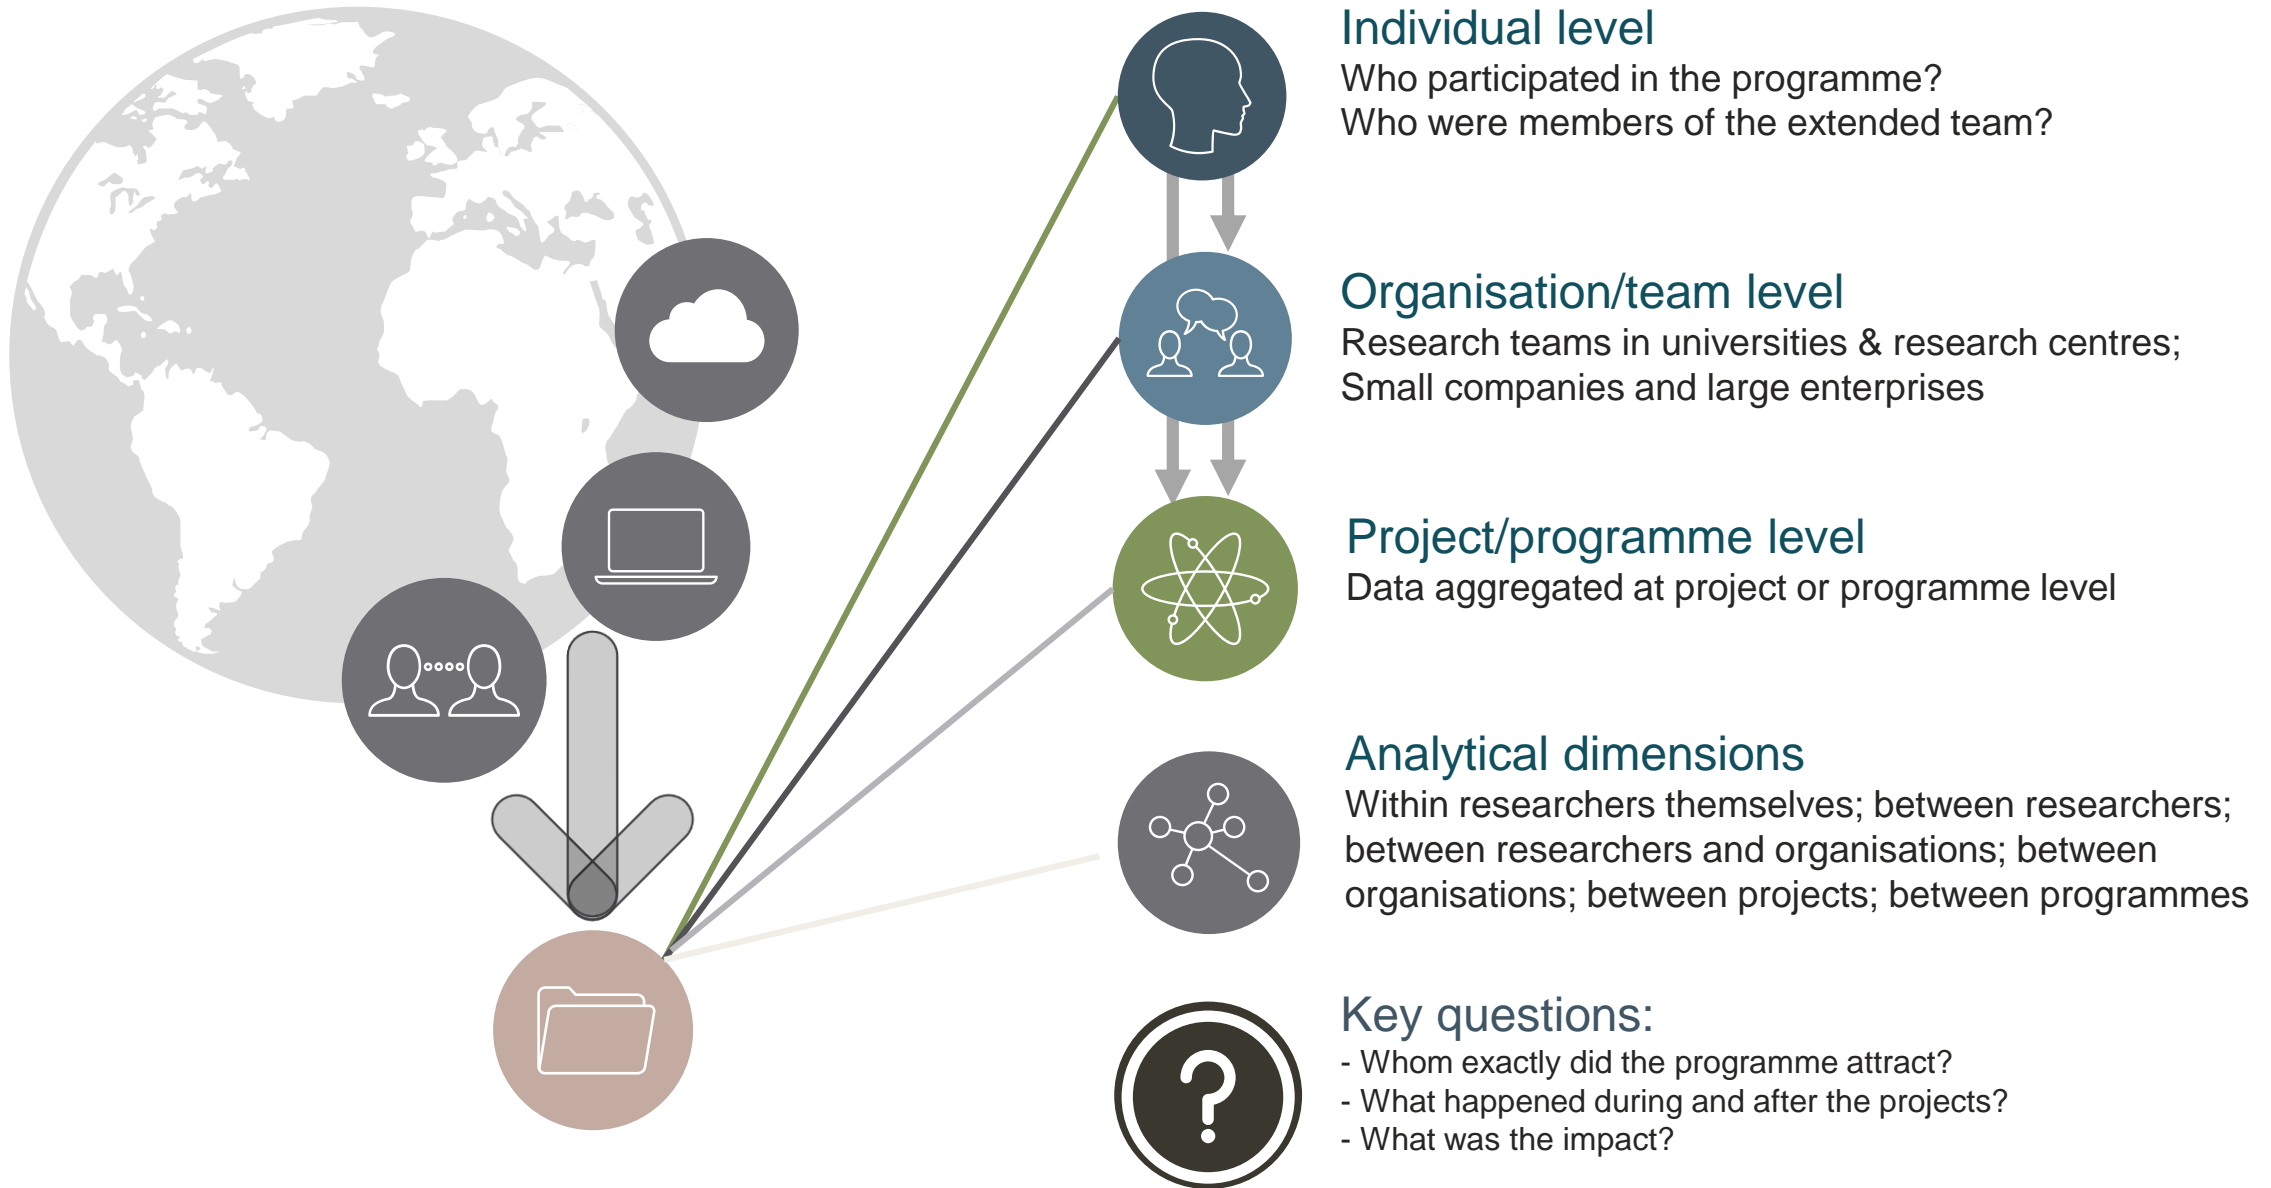 Individual level
Who participated in the programme?
Who were members of the extended team?
Organisation/team level
Research teams in universities & research centres;
Small companies and large enterprises
Project/programme level
Data aggregated at project or programme level
Analytical dimensions
Within researchers themselves; between researchers;
between researchers and organisations; between
organisations; between projects; between programmes
Key questions:
- Whom exactly did the programme attract?
- What happened during and after the projects?
- What was the impact?
?